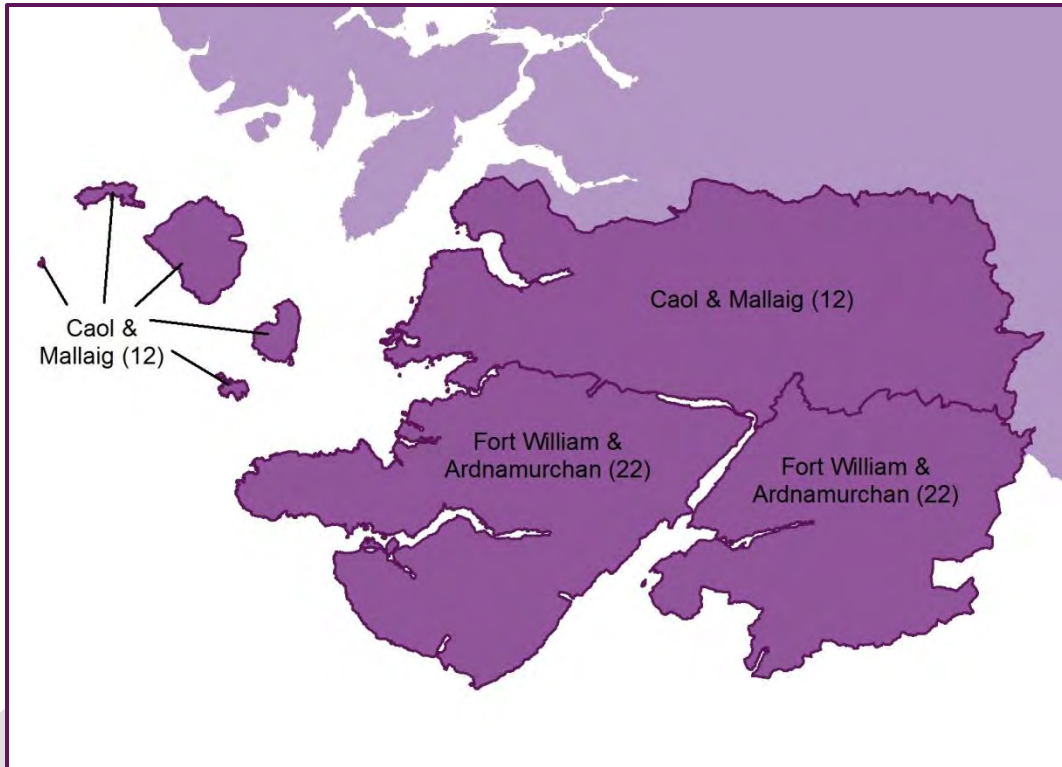 Caol & Mallaig (12)
Caol &
Mallaig (12)
Fort William &
Ardnamurchan (22)
Fort William &
Ardnamurchan (22)